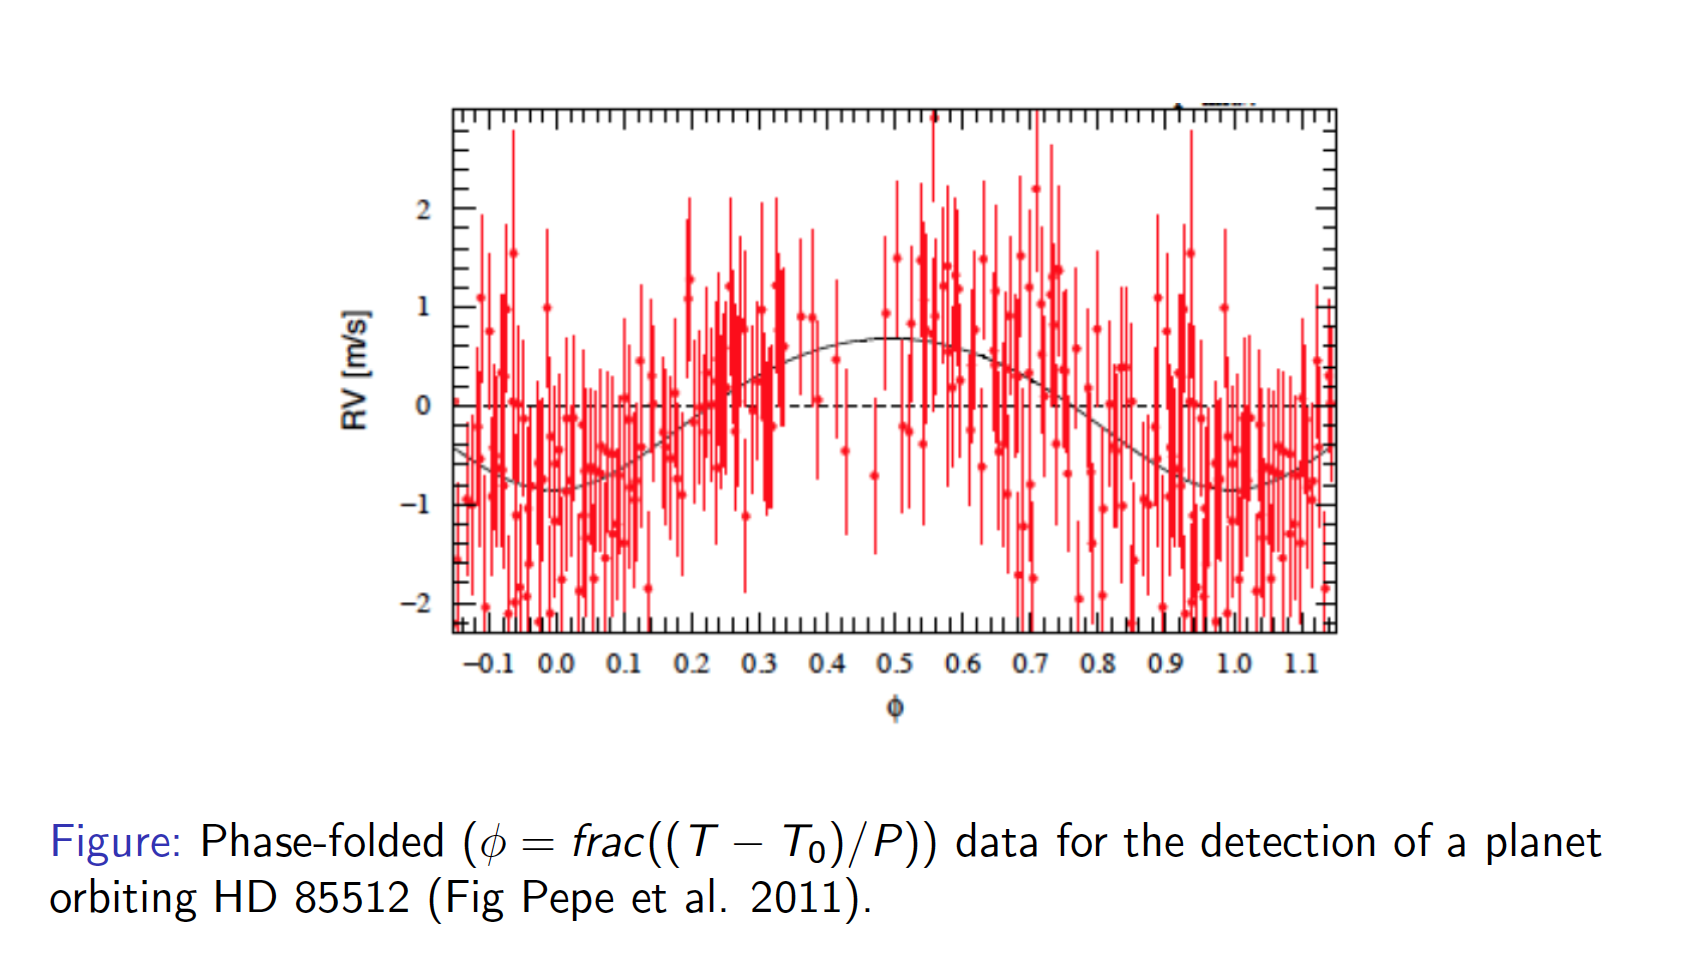 2
1
0
−1
−2
RV [m/s]
−0.1 0.0 0.1 0.2 0.3 0.4 0.5 0.6 0.7 0.8 0.9 1.0 1.1
ϕ
Figure: Phase-folded (ϕ = frac((T − T₀)/P)) data for the detection of a planet
orbiting HD 85512 (Fig Pepe et al. 2011).